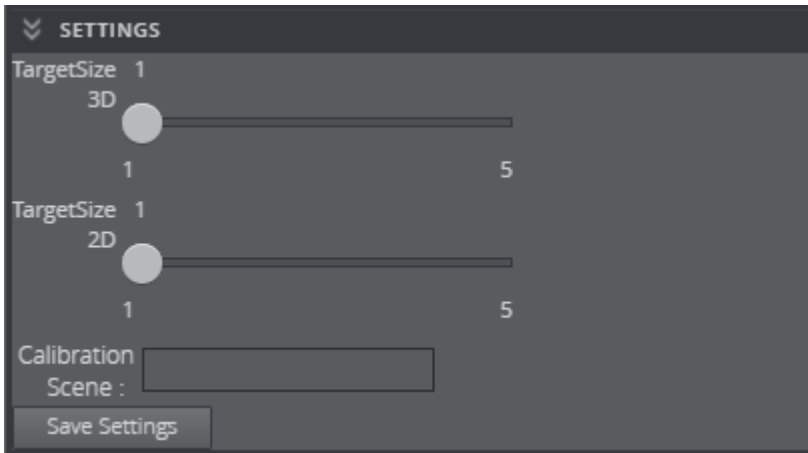 SETTINGS
TargetSize 1
3D
1 5
TargetSize 1
2D
1 5
Calibration
Scene :
Save Settings